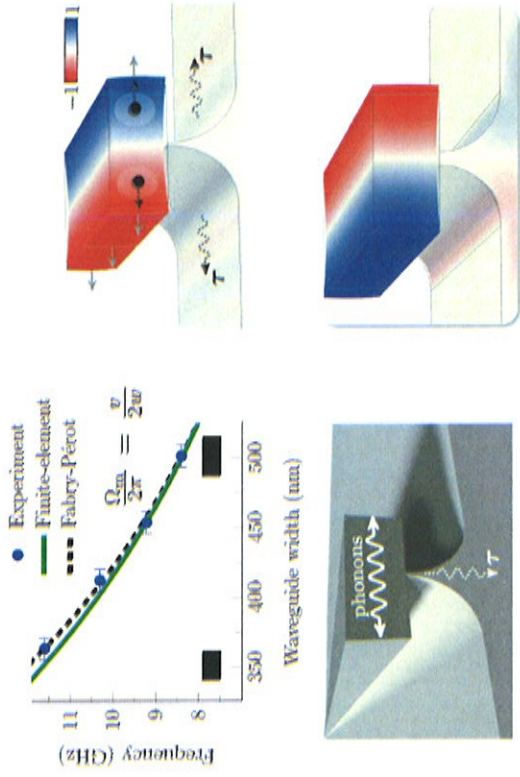 Experiment
Finite-element
Fabry-Pérot
Ωm/2π = v/2w
Frequency (GHz)
11
10
9
8
350
400
450
500
Waveguide width (nm)
-1
1
τ
τ
phonons
τ